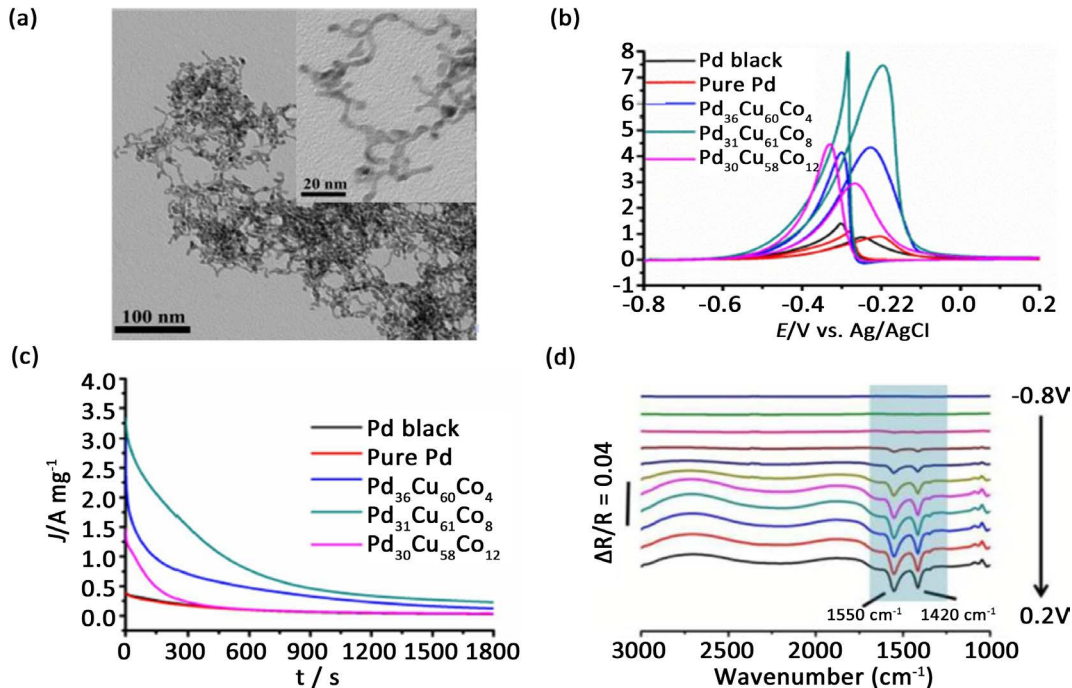 (a)
20 nm
100 nm
(b)
8
7
6
5
4
3
2
1
0
-1
Pd black
Pure Pd
Pd₃₆Cu₆₀Co₄
Pd₃₁Cu₆₁Co₈
Pd₃₀Cu₅₈Co₁₂
-0.8 -0.6 -0.4 -0.22 0.0 0.2
E/V vs. Ag/AgCI
(c)
4.0
3.5
3.0
2.5
2.0
1.5
1.0
0.5
0.0
J/A mg⁻¹
Pd black
Pure Pd
Pd₃₆Cu₆₀Co₄
Pd₃₁Cu₆₁Co₈
Pd₃₀Cu₅₈Co₁₂
0 300 600 900 1200 1500 1800
t / s
(d)
-0.8V
0.2V
ΔR/R = 0.04
1550 cm⁻¹ 1420 cm⁻¹
3000 2500 2000 1500 1000
Wavenumber (cm⁻¹)